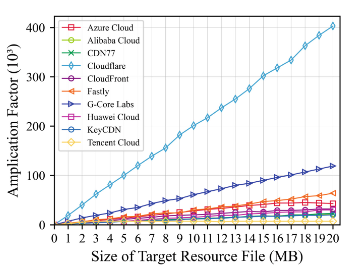 Amplication Factor (10³)
400
300
200
100
0
Azure Cloud
Alibaba Cloud
CDN77
Cloudflare
CloudFront
Fastly
G-Core Labs
Huawei Cloud
KeyCDN
Tencent Cloud
0 1 2 3 4 5 6 7 8 9 10 11 12 13 14 15 16 17 18 19 20
Size of Target Resource File (MB)